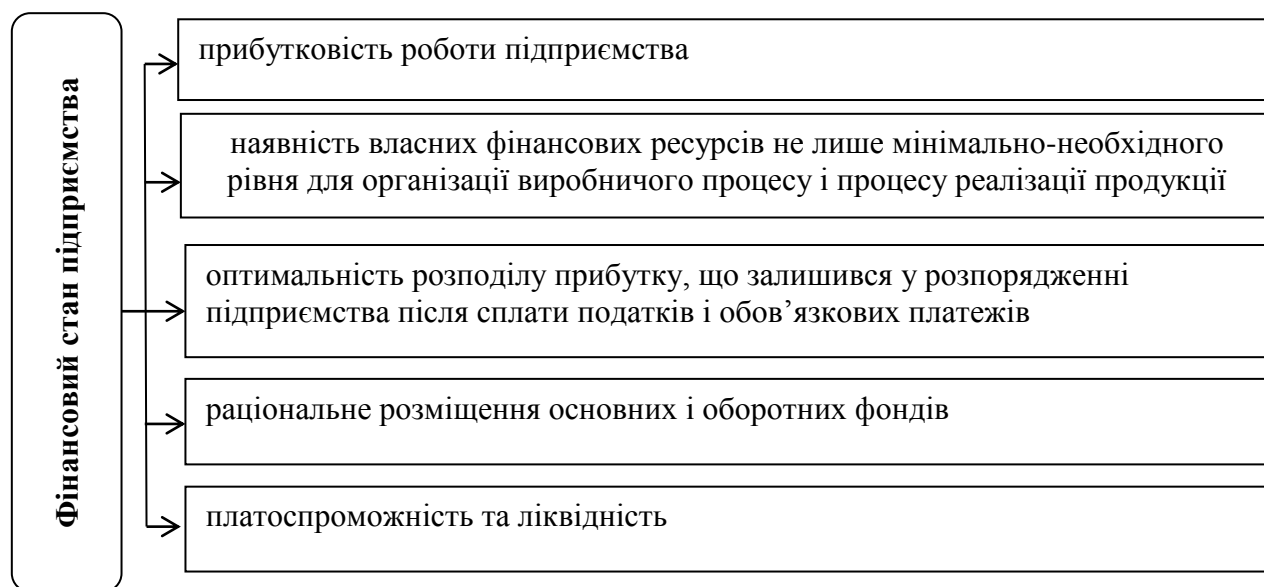 Фінансовий стан підприємства
прибутковість роботи підприємства
наявність власних фінансових ресурсів не лише мінімально-необхідного
рівня для організації виробничого процесу і процесу реалізації продукції
оптимальність розподілу прибутку, що залишився у розпорядженні
підприємства після сплати податків і обов’язкових платежів
раціональне розміщення основних і оборотних фондів
платоспроможність та ліквідність